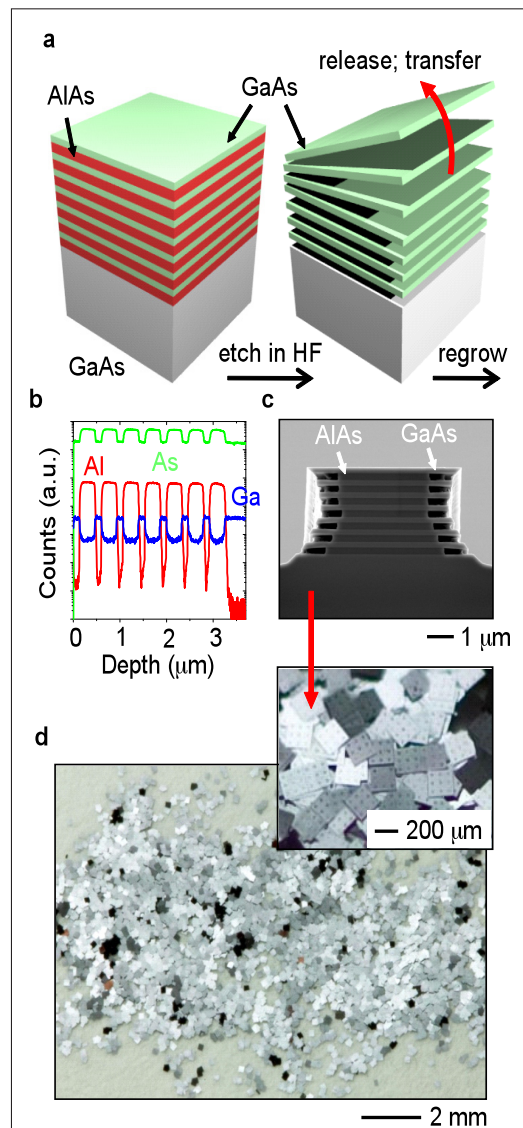 a
release; transfer
AlAs
GaAs
GaAs
etch in HF
regrow
b
Al
As
Ga
Counts (a.u.)
0 1 2 3
Depth (μm)
c
AlAs
GaAs
1 μm
200 μm
d
2 mm